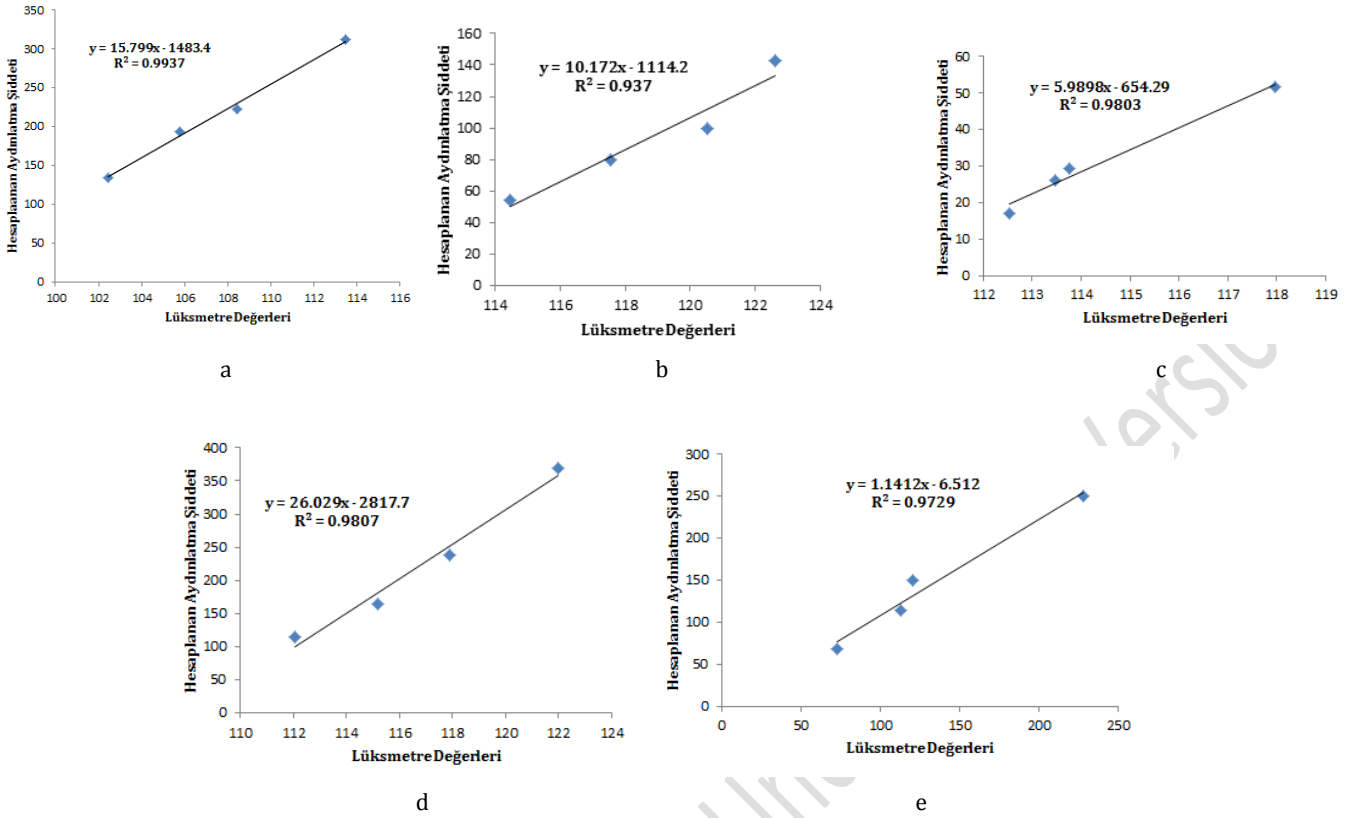 350
300
250
200
150
100
50
0
Hesaplaanan Aydınlatma Şiddeti
y = 15.799x - 1483.4
R² = 0.9937
100 102 104 106 108 110 112 114 116
Lüksmetre Değerleri
a
160
140
120
100
80
60
40
20
0
Hesaplanan Aydınlatma Şiddeti
y = 10.172x - 1114.2
R² = 0.937
114 116 118 120 122 124
Lüksmetre Değerleri
b
60
50
40
30
20
10
0
Hesaplanan Aydınlatma Şiddeti
y = 5.9898x - 654.29
R² = 0.9803
112 113 114 115 116 117 118 119
Lüksmetre Değerleri
c
400
350
300
250
200
150
100
50
0
Hesaplanan Aydınlatma Şiddeti
y = 26.029x - 2817.7
R² = 0.9807
110 112 114 116 118 120 122 124
Lüksmetre Değerleri
d
300
250
200
150
100
50
0
Hesaplanan Aydınlatma Şiddeti
y = 1.1412x - 6.512
R² = 0.9729
0 50 100 150 200 250
Lüksmetre Değerleri
e